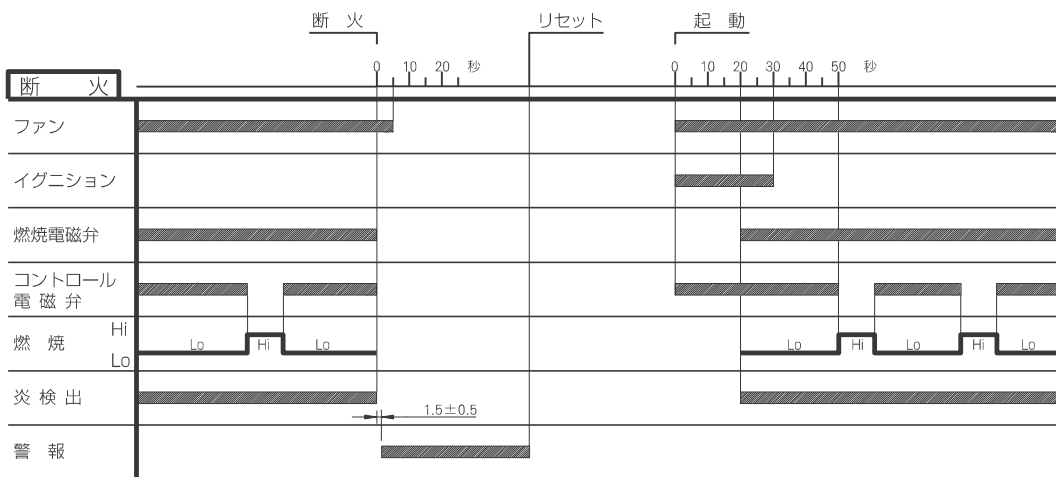 断 火
リセット
起 動
0 10 20 秒
0 10 20 30 40 50 秒
断 火
ファン
イグニション
燃焼電磁弁
コントロール
電 磁 弁
燃 焼
Hi
Lo
Lo Hi Lo
Lo Hi Lo Hi Lo
炎 検 出
1.5±0.5
警 報